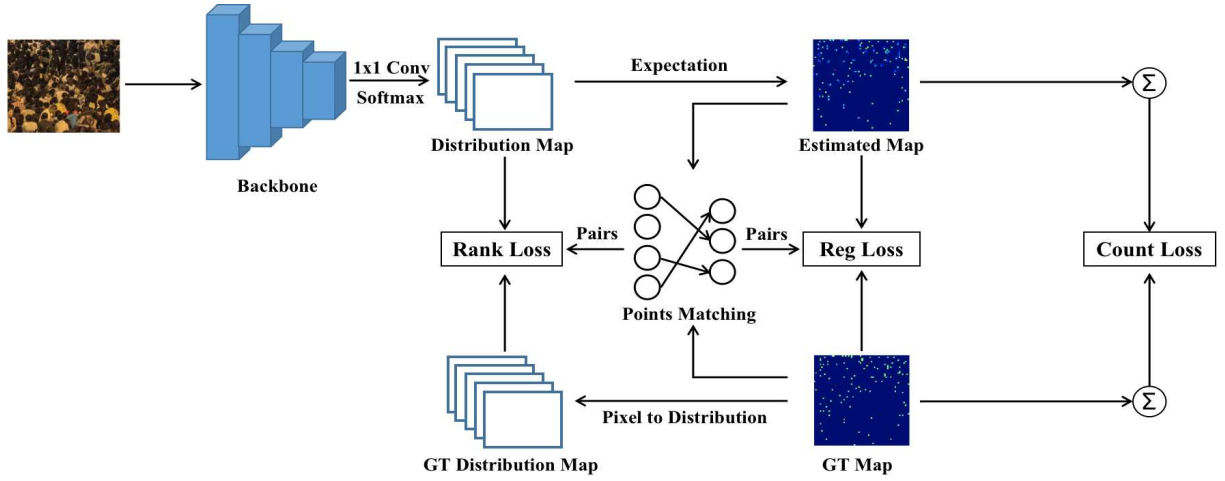 1x1 Conv
Softmax
Expectation
Σ
Distribution Map
Estimated Map
Backbone
Pairs
Pairs
Rank Loss
Reg Loss
Count Loss
Points Matching
Pixel to Distribution
Σ
GT Distribution Map
GT Map